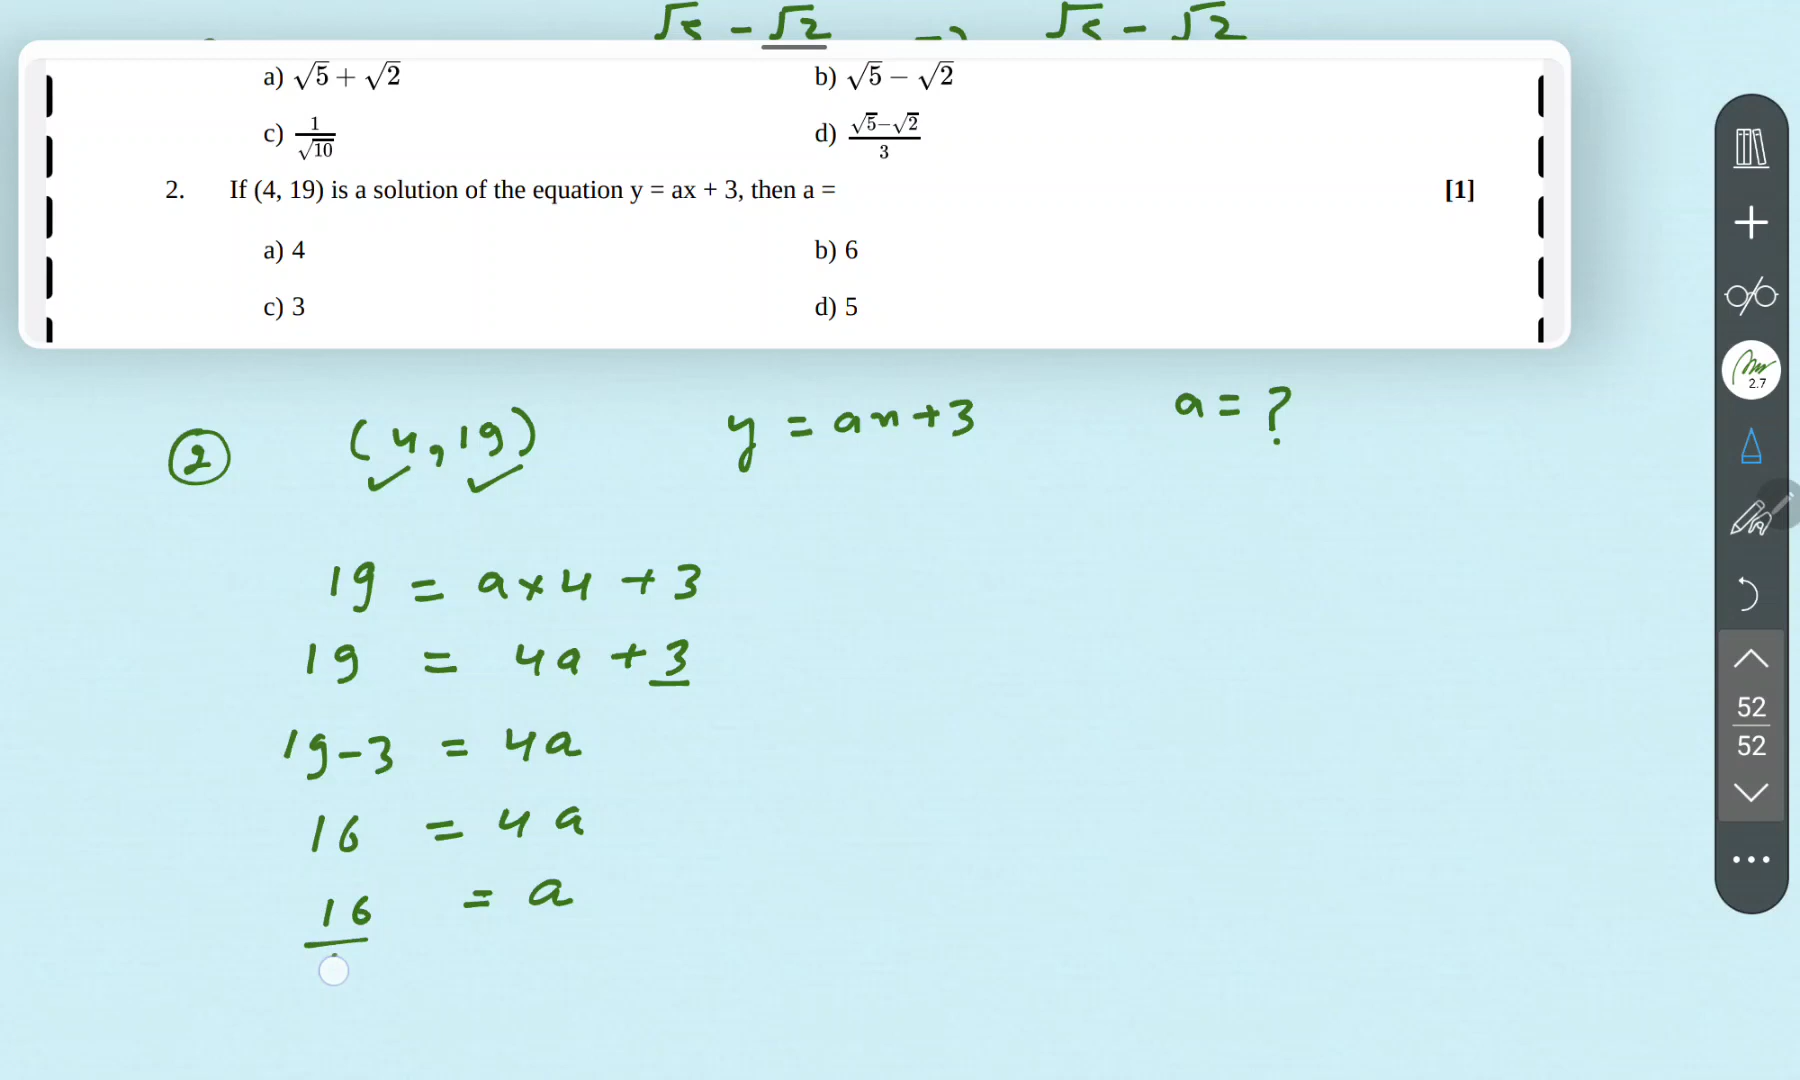 √5 - √2 → √5 - √2
a) √5 + √2 b) √5 − √2
c) 1/√10 d) (√5−√2)/3
2. If (4, 19) is a solution of the equation y = ax + 3, then a = [1]
a) 4 b) 6
c) 3 d) 5
2 (4, 19) y = ax + 3 a = ?
19 = a × 4 + 3
19 = 4a + 3
19 - 3 = 4a
16 = 4a
16 = a
2.7
52
52